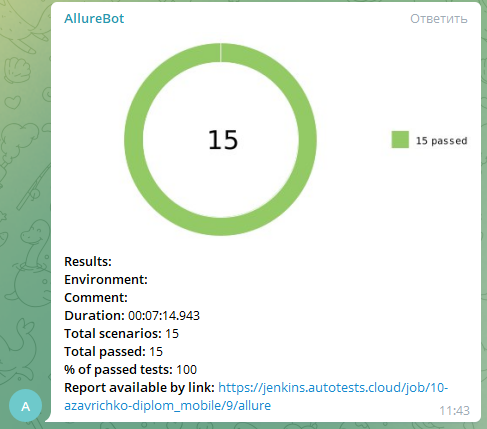 AllureBot
Ответить
15
15 passed
Results:
Environment:
Comment:
Duration: 00:07:14.943
Total scenarios: 15
Total passed: 15
% of passed tests: 100
Report available by link: https://jenkins.autotests.cloud/job/10-
azavrichko-diplom_mobile/9/allure
A
11:43